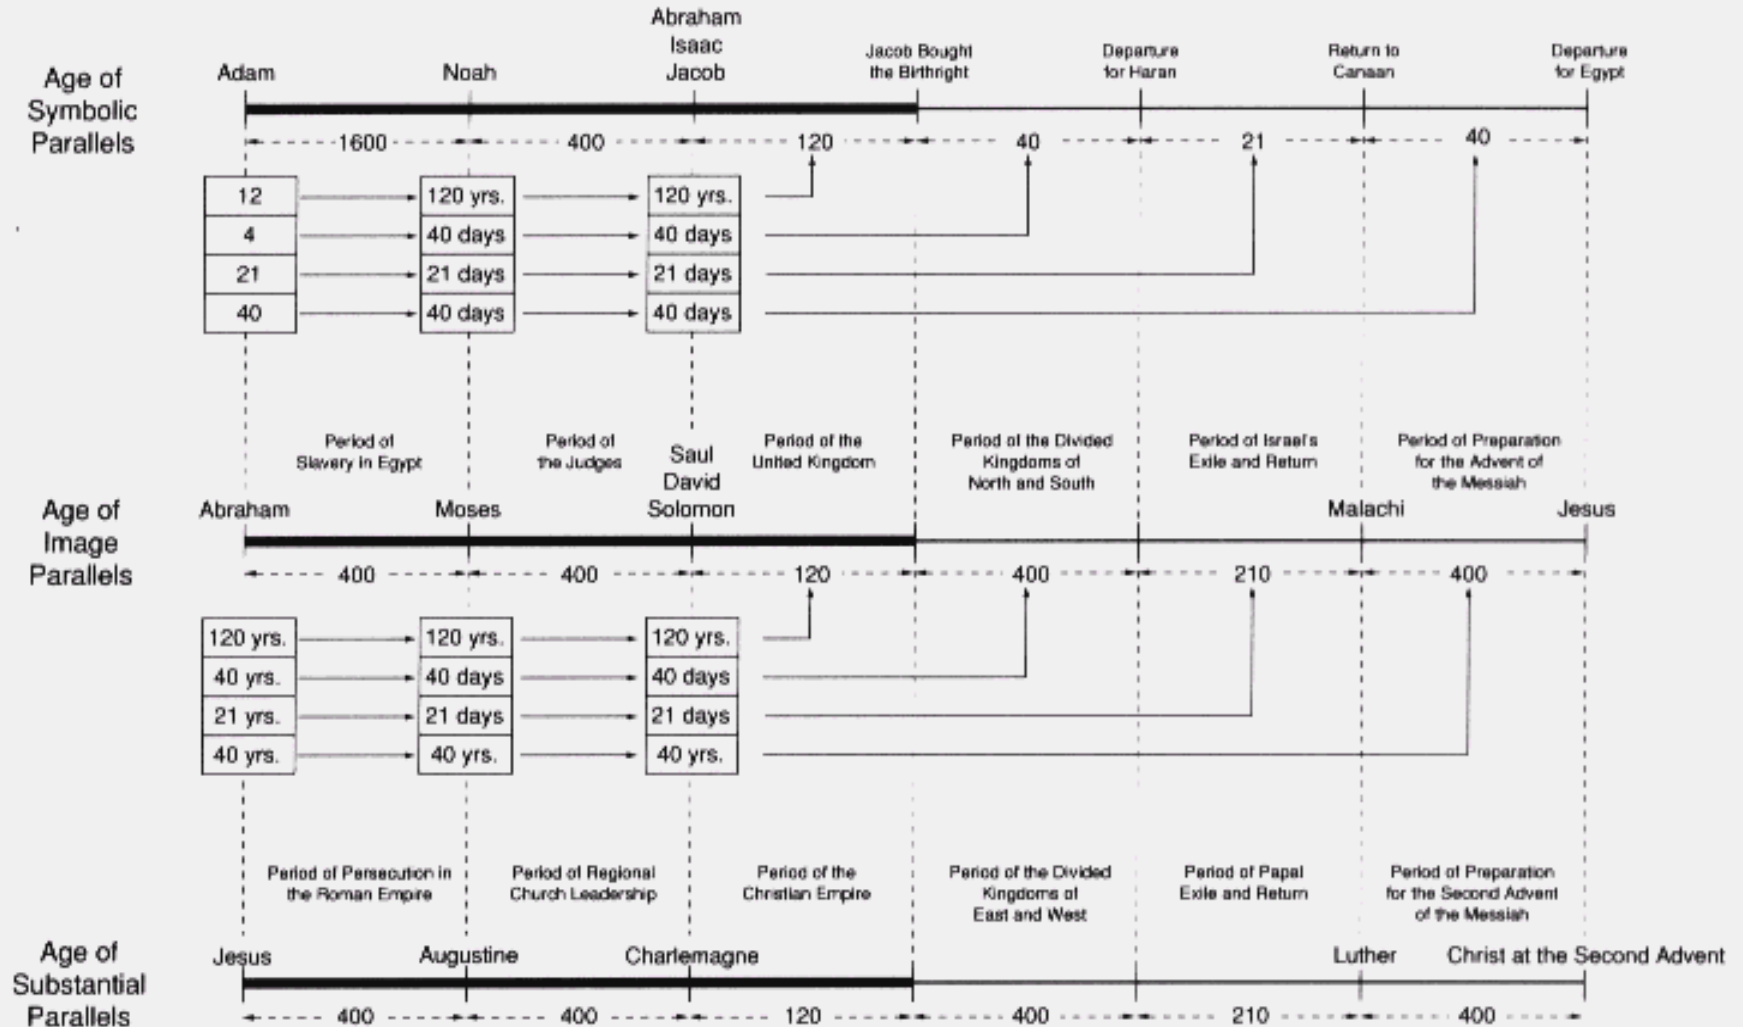 Age of
Symbolic
Parallels
Adam
Noah
Abraham
Isaac
Jacob
Jacob Bought
the Birthright
Departure
for Haran
Return to
Canaan
Departure
for Egypt
1600
400
120
40
21
40
12
120 yrs.
120 yrs.
4
40 days
40 days
21
21 days
21 days
40
40 days
40 days
Period of
Slavery in Egypt
Period of
the Judges
Period of the
United Kingdom
Period of the Divided
Kingdoms of
North and South
Period of Israel's
Exile and Return
Period of Preparation
for the Advent of
the Messiah
Age of
Image
Parallels
Abraham
Moses
Saul
David
Solomon
Malachi
Jesus
400
400
120
400
210
400
120 yrs.
120 yrs.
120 yrs.
40 yrs.
40 days
40 days
21 yrs.
21 days
21 days
40 yrs.
40 yrs.
40 yrs.
Period of Persecution in
the Roman Empire
Period of Regional
Church Leadership
Period of the
Christian Empire
Period of the Divided
Kingdoms of
East and West
Period of Papal
Exile and Return
Period of Preparation
for the Second Advent
of the Messiah
Age of
Substantial
Parallels
Jesus
Augustine
Charlemagne
Luther
Christ at the Second Advent
400
400
120
400
210
400